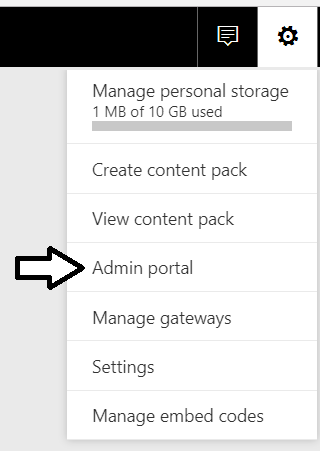 Manage personal storage
1 MB of 10 GB used
Create content pack
View content pack
Admin portal
Manage gateways
Settings
Manage embed codes